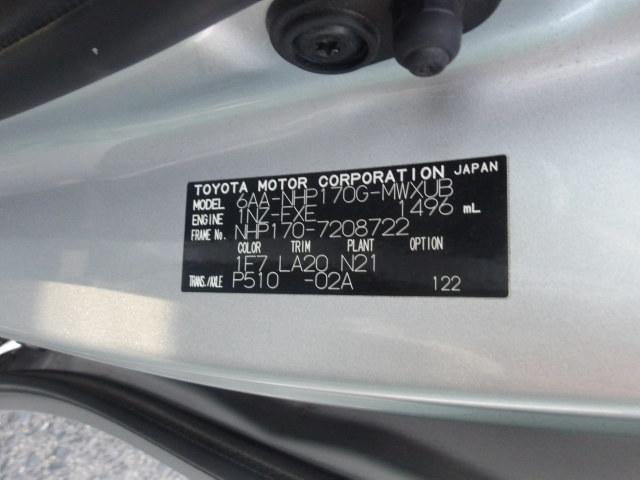 TOYOTA MOTOR CORPORATION JAPAN
MODEL 6AA-NHP170G-MWXUB
ENGINE 1NZ-EXE 1496 mL
FRAME No. NHP170-7208722
COLOR TRIM PLANT OPTION
1F7 LA20 N21
TRANS./AXLE P510 -02A 122